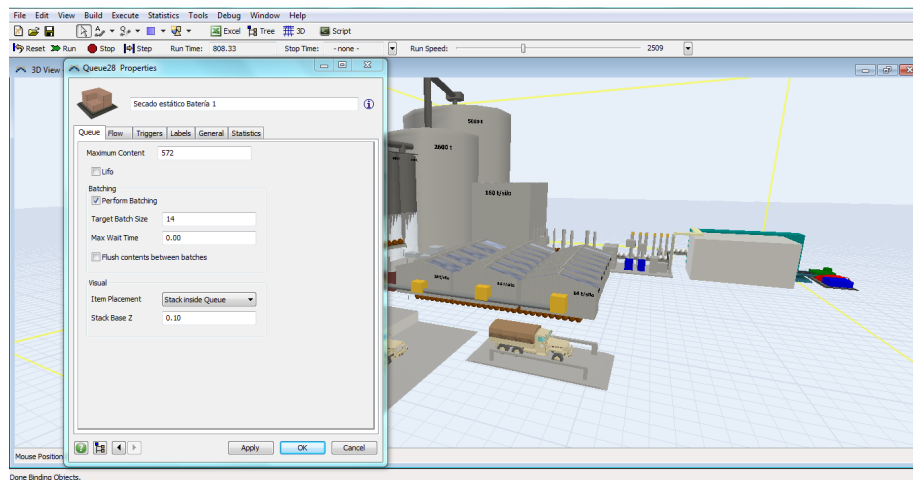 File Edit View Build Execute Statistics Tools Debug Window Help
Excel Tree 3D Script
Reset Run Stop Step Run Time: 808.33 Stop Time: - none - Run Speed: 2509
3D View
Queue28 Properties
Secado estático Batería 1
Queue Flow Triggers Labels General Statistics
Maximum Content 572
Lifo
Batching
Perform Batching
Target Batch Size 14
Max Wait Time 0.00
Flush contents between batches
Visual
Item Placement Stack inside Queue
Stack Base Z 0.10
Apply OK Cancel
2600 t
160 t/silo
Mouse Position
Done Binding Objects.